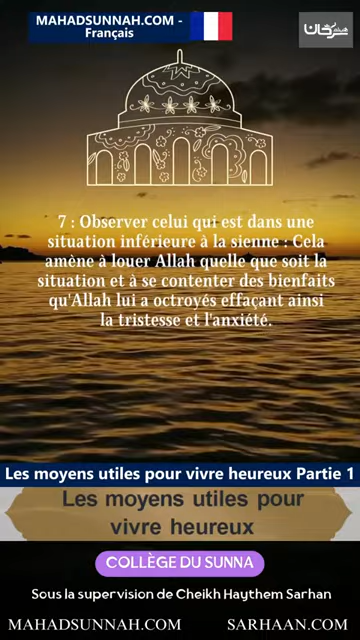 MAHADSUNNAH.COM -
Français
سرحان
7 : Observer celui qui est dans une
situation inférieure à la sienne : Cela
amène à louer Allah quelle que soit la
situation et à se contenter des bienfaits
qu'Allah lui a octroyés effaçant ainsi
la tristesse et l'anxiété.
Les moyens utiles pour vivre heureux Partie 1
Les moyens utiles pour
vivre heureux
COLLÈGE DU SUNNA
Sous la supervision de Cheikh Haythem Sarhan
MAHADSUNNAH.COM SARHAAN.COM